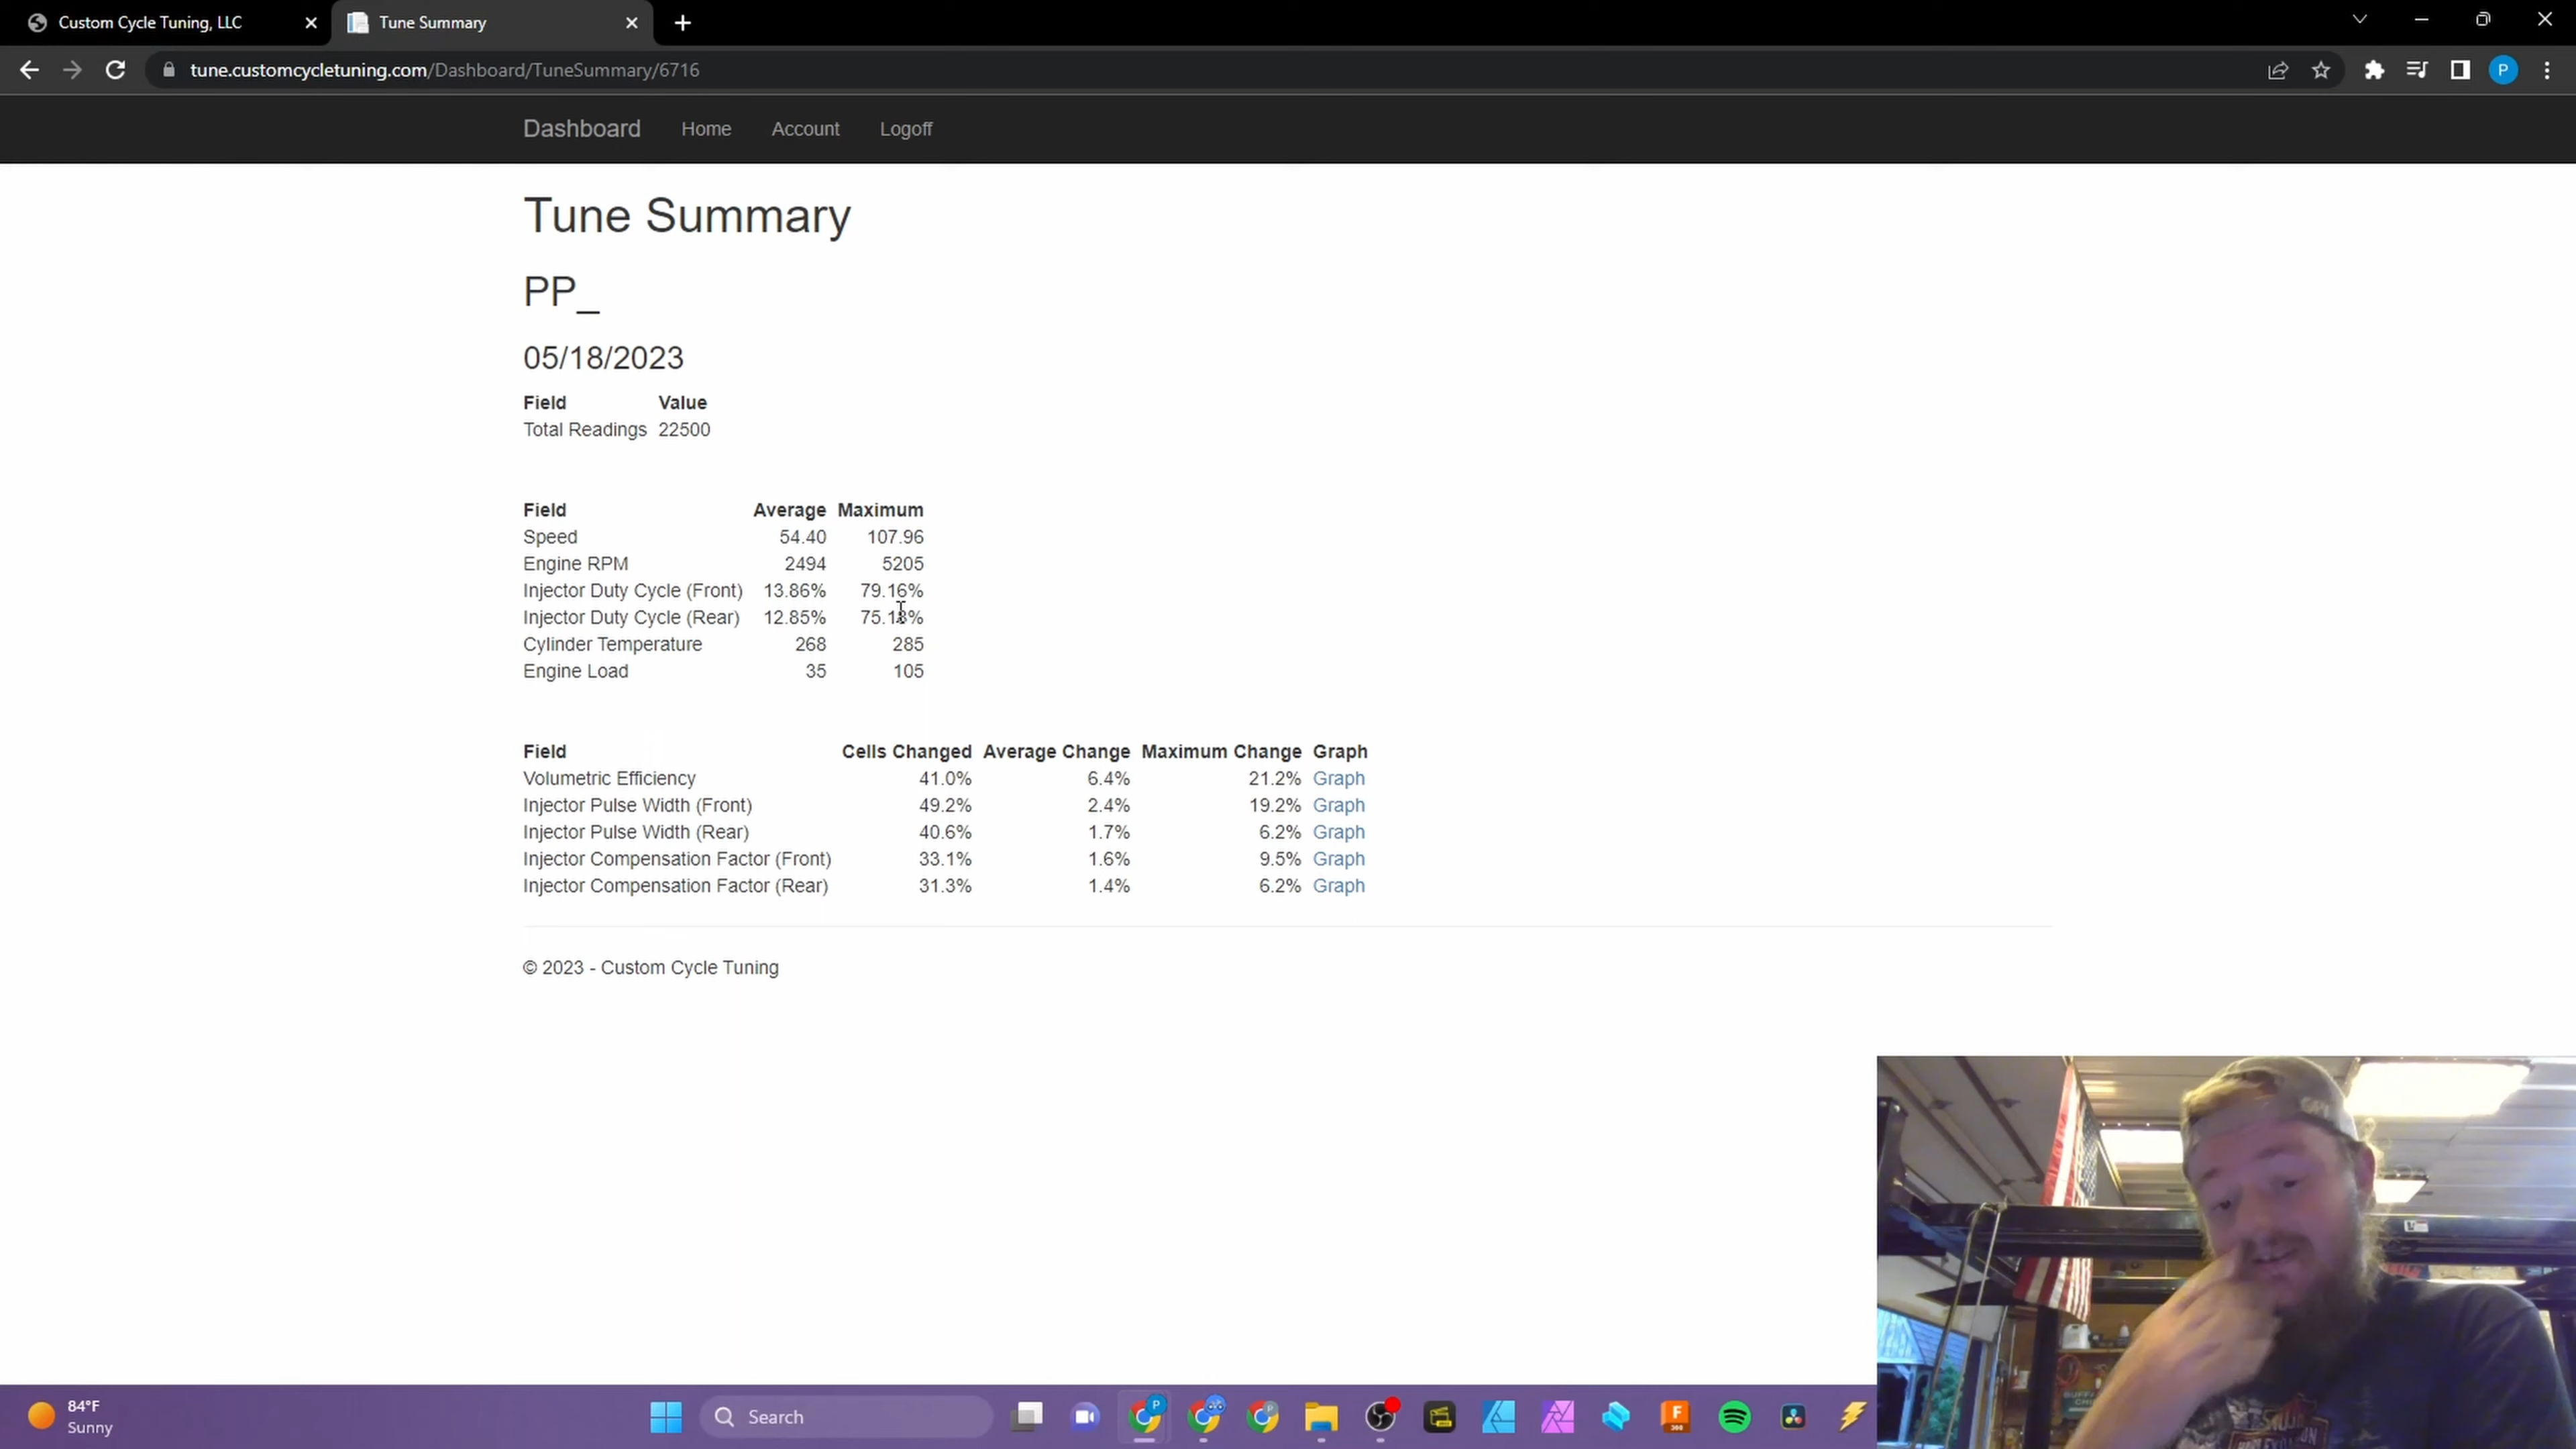 Custom Cycle Tuning, LLC
Tune Summary
tune.customcycletuning.com/Dashboard/TuneSummary/6716
P
Dashboard Home Account Logoff
Tune Summary
PP_
05/18/2023
Field Value
Total Readings 22500
Field Average Maximum
Speed 54.40 107.96
Engine RPM 2494 5205
Injector Duty Cycle (Front) 13.86% 79.16%
Injector Duty Cycle (Rear) 12.85% 75.18%
Cylinder Temperature 268 285
Engine Load 35 105
Field Cells Changed Average Change Maximum Change Graph
Volumetric Efficiency 41.0% 6.4% 21.2% Graph
Injector Pulse Width (Front) 49.2% 2.4% 19.2% Graph
Injector Pulse Width (Rear) 40.6% 1.7% 6.2% Graph
Injector Compensation Factor (Front) 33.1% 1.6% 9.5% Graph
Injector Compensation Factor (Rear) 31.3% 1.4% 6.2% Graph
© 2023 - Custom Cycle Tuning
84°F
Sunny
Search